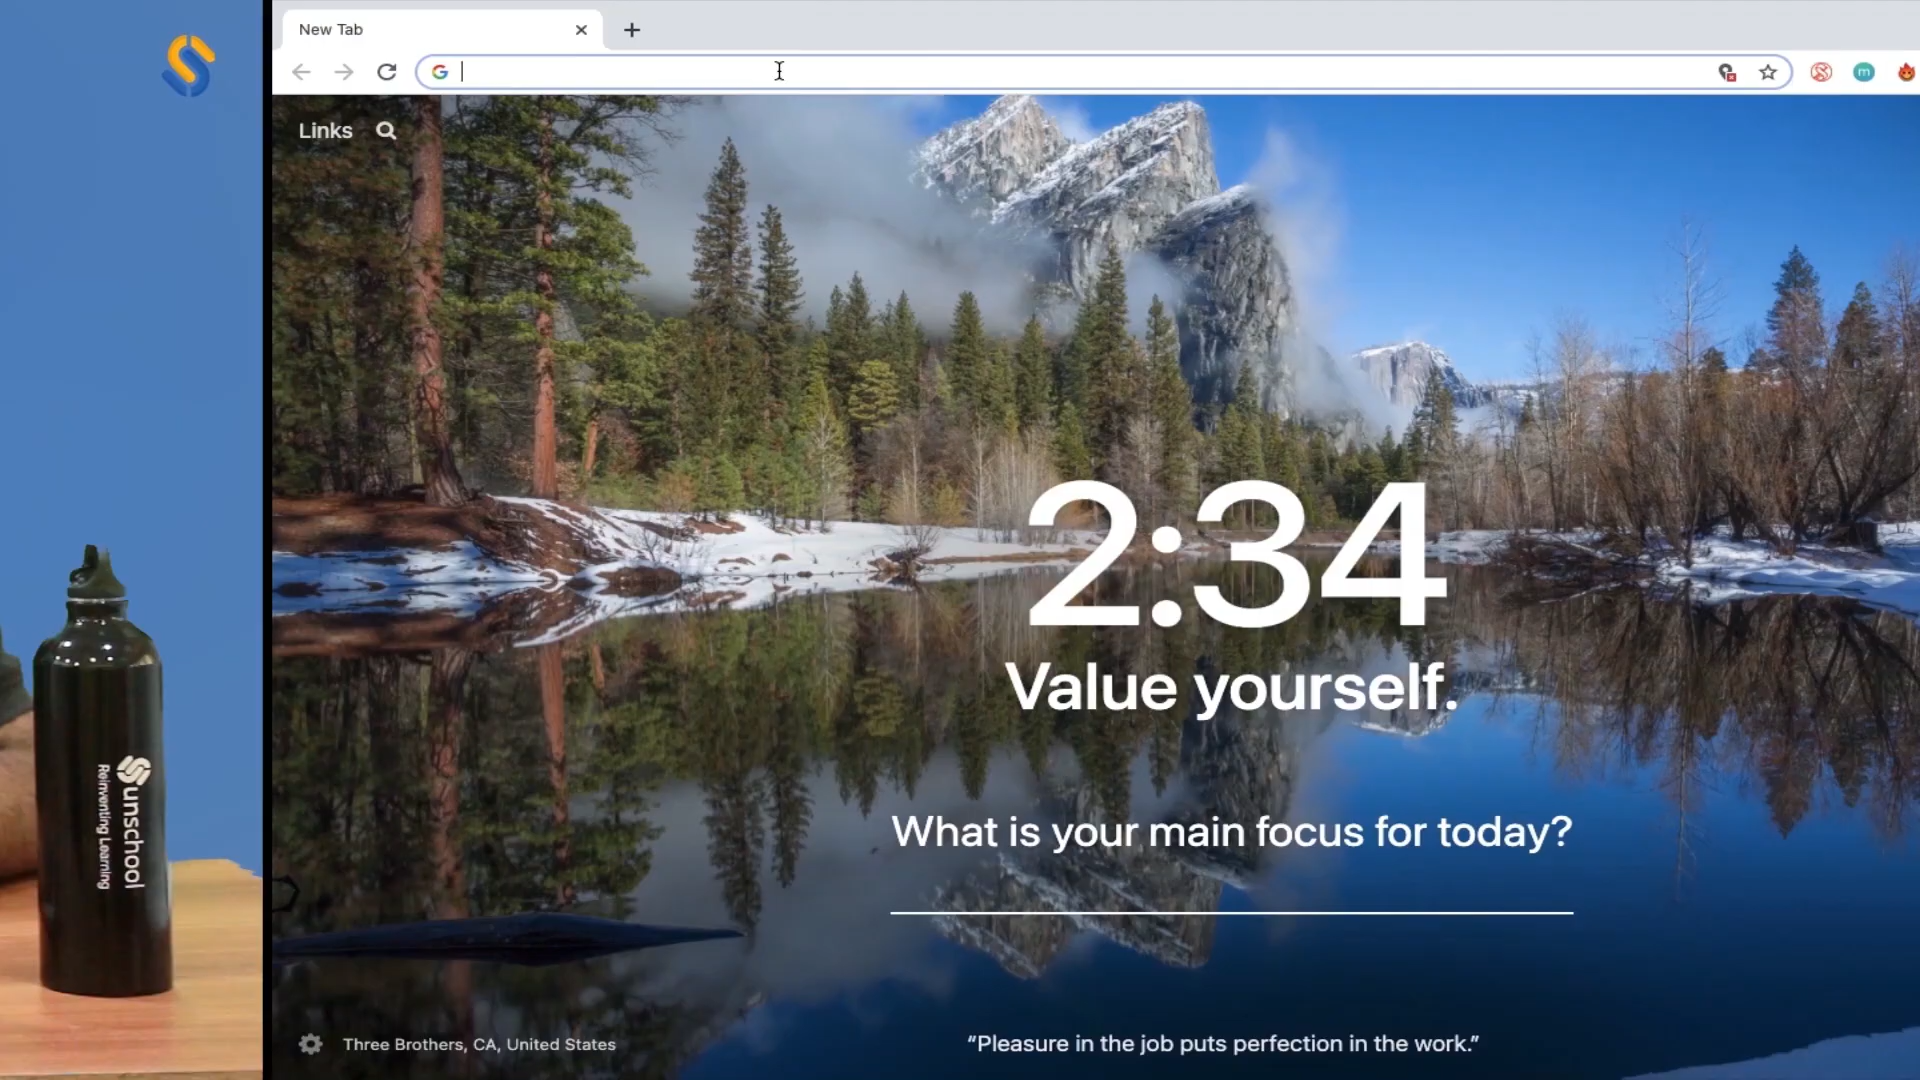 New Tab
Links
2:34
Value yourself.
What is your main focus for today?
Three Brothers, CA, United States
“Pleasure in the job puts perfection in the work.”
unschool
Reinventing Learning
m